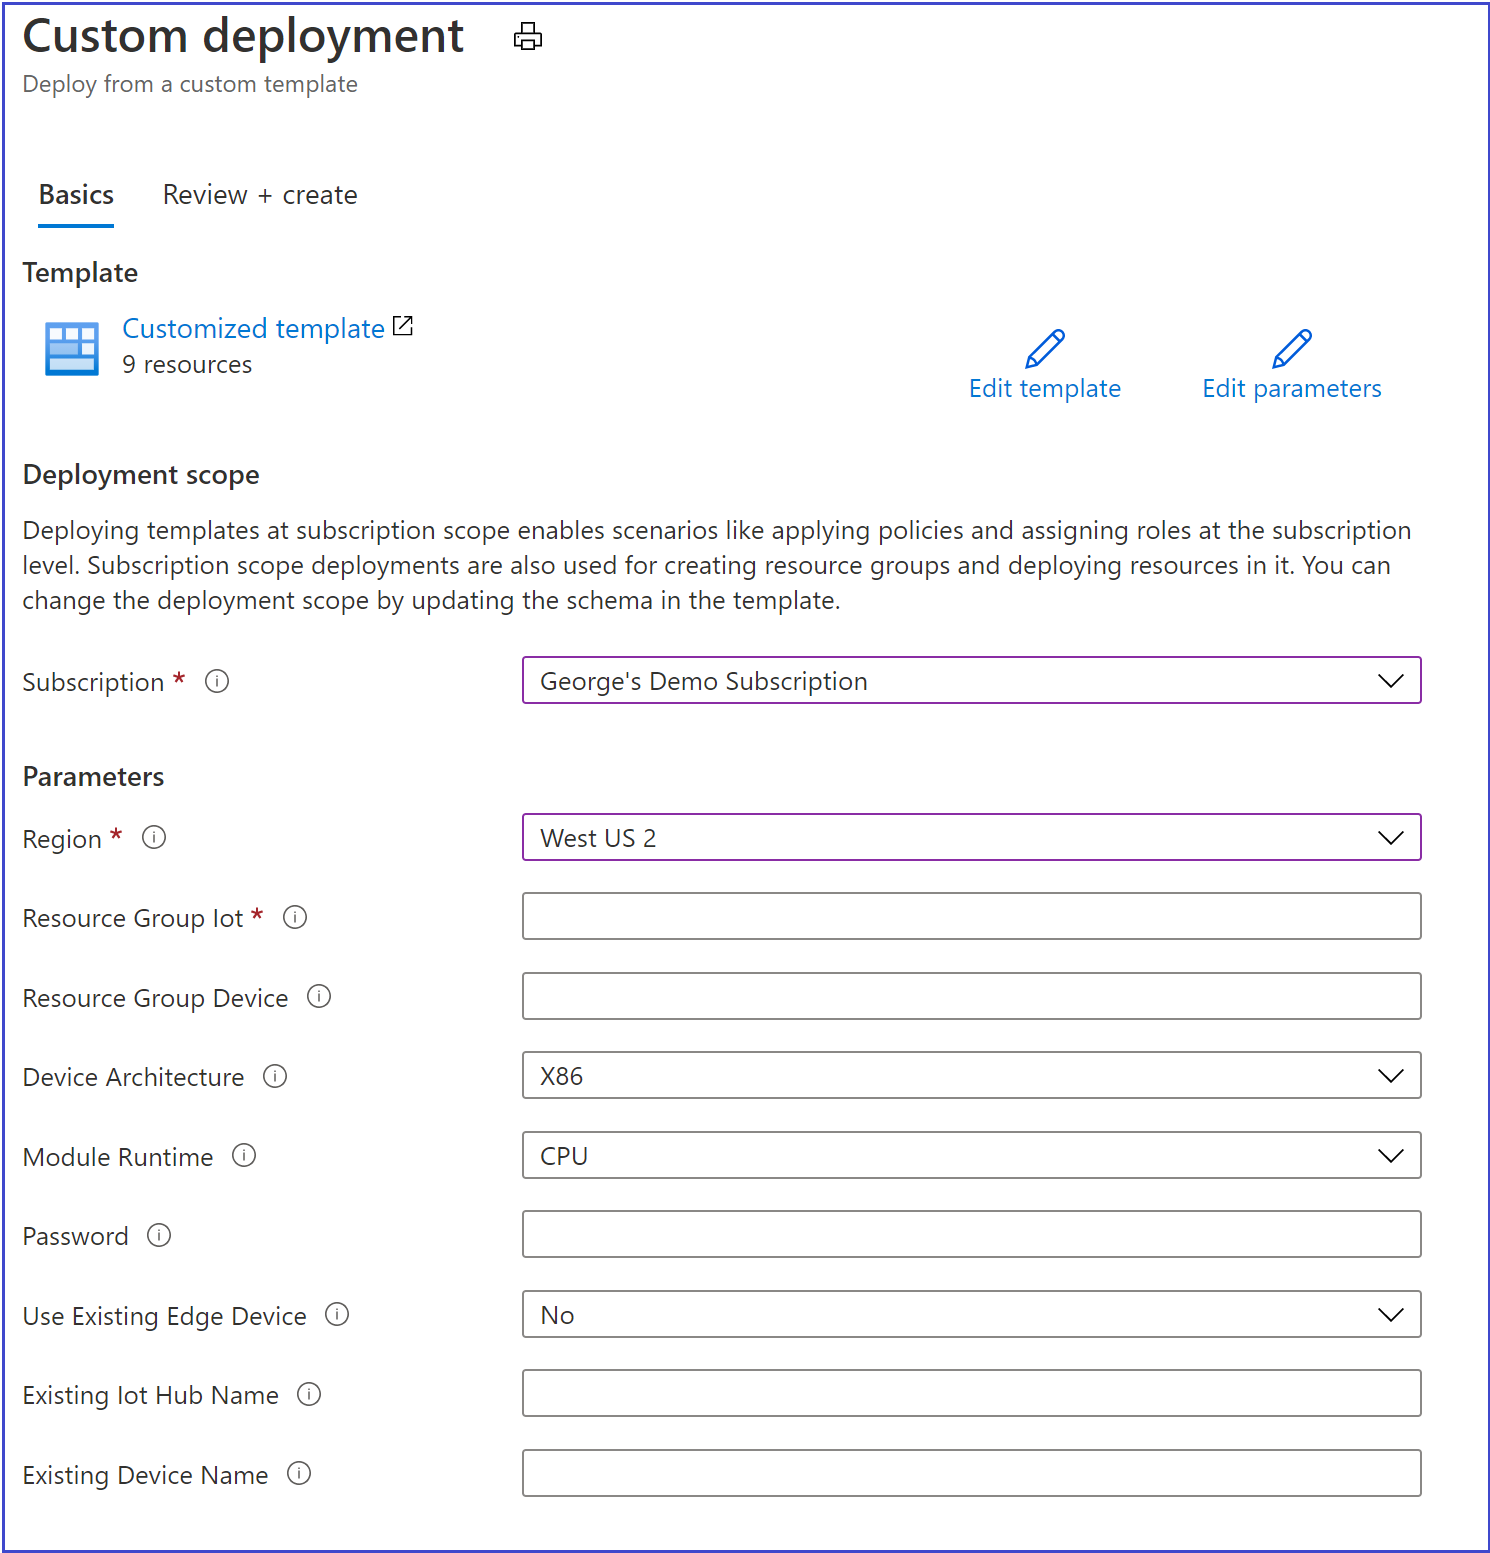 Custom deployment
Deploy from a custom template
Basics
Review + create
Template
Customized template
9 resources
Edit template
Edit parameters
Deployment scope
Deploying templates at subscription scope enables scenarios like applying policies and assigning roles at the subscription
level. Subscription scope deployments are also used for creating resource groups and deploying resources in it. You can
change the deployment scope by updating the schema in the template.
Subscription *
George's Demo Subscription
Parameters
Region *
West US 2
Resource Group Iot *
Resource Group Device
Device Architecture
X86
Module Runtime
CPU
Password
Use Existing Edge Device
No
Existing Iot Hub Name
Existing Device Name